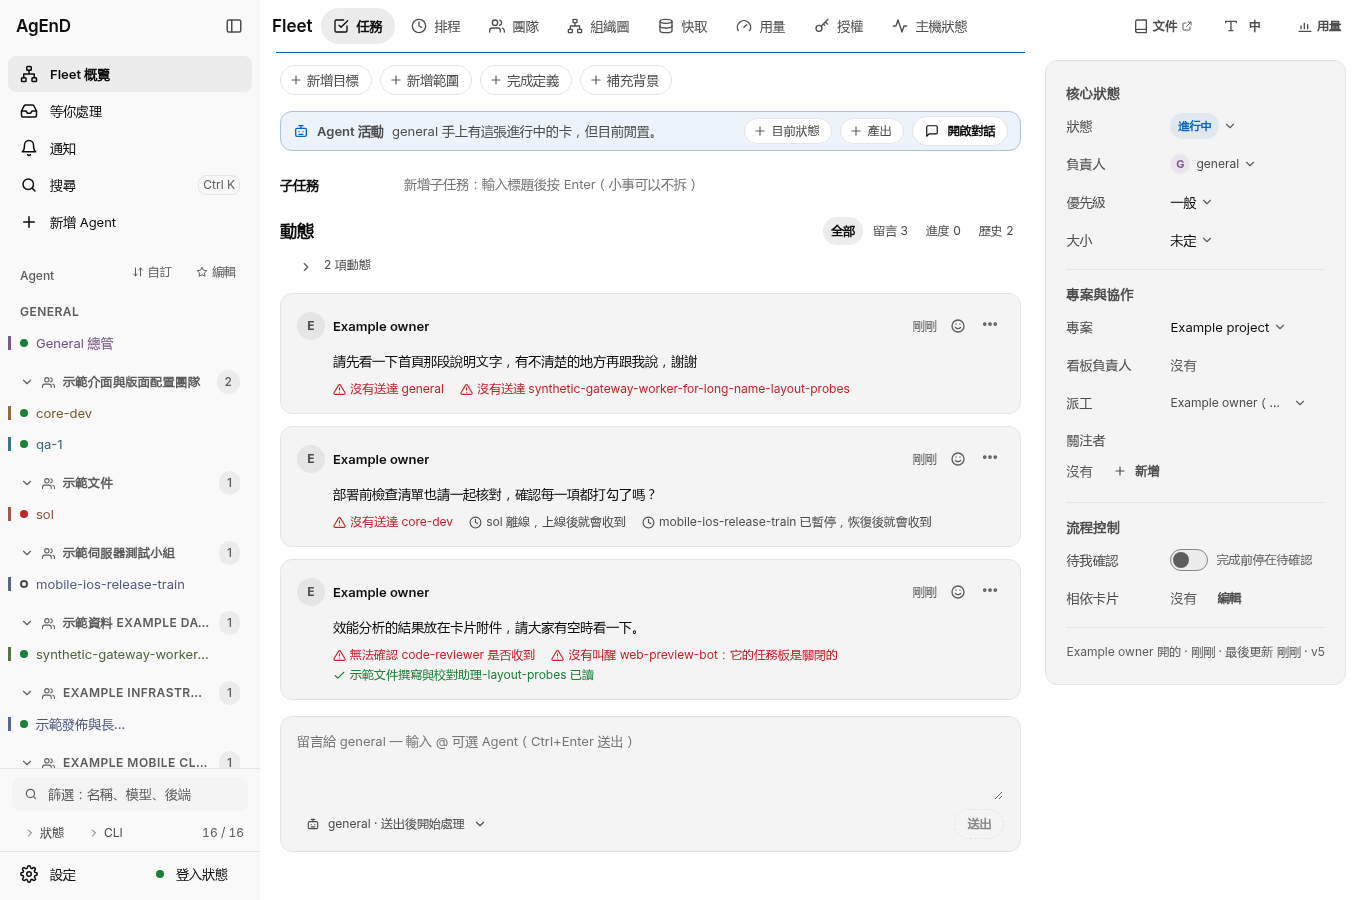 AgEnD
Fleet 概覽
等你處理
通知
搜尋 Ctrl K
新增 Agent
Agent 自訂 編輯
GENERAL
General 總管
示範介面與版面配置團隊 2
core-dev
qa-1
示範文件 1
sol
示範伺服器測試小組 1
mobile-ios-release-train
示範資料 EXAMPLE DA... 1
synthetic-gateway-worker...
EXAMPLE INFRASTR... 1
示範發佈與長...
EXAMPLE MOBILE CL... 1
篩選：名稱、模型、後端
狀態 CLI 16 / 16
設定 登入狀態
Fleet 任務 排程 團隊 組織圖 快取 用量 授權 主機狀態 文件 中 用量
新增目標 新增範圍 完成定義 補充背景
Agent 活動 general 手上有這張進行中的卡，但目前閒置。 目前狀態 產出 開啟對話
子任務 新增子任務：輸入標題後按 Enter（小事可以不拆）
動態 全部 留言 3 進度 0 歷史 2
2 項動態
E Example owner 剛剛
請先看一下首頁那段說明文字，有不清楚的地方再跟我說，謝謝
沒有送達 general 沒有送達 synthetic-gateway-worker-for-long-name-layout-probes
E Example owner 剛剛
部署前檢查清單也請一起核對，確認每一項都打勾了嗎？
沒有送達 core-dev sol 離線，上線後就會收到 mobile-ios-release-train 已暫停，恢復後就會收到
E Example owner 剛剛
效能分析的結果放在卡片附件，請大家有空時看一下。
無法確認 code-reviewer 是否收到 沒有叫醒 web-preview-bot：它的任務板是關閉的
示範文件撰寫與校對助理-layout-probes 已讀
留言給 general — 輸入 @ 可選 Agent（Ctrl+Enter 送出）
general · 送出後開始處理 送出
核心狀態
狀態 進行中
負責人 G general
優先級 一般
大小 未定
專案與協作
專案 Example project
看板負責人 沒有
派工 Example owner（...
關注者
沒有 新增
流程控制
待我確認 完成前停在待確認
相依卡片 沒有 編輯
Example owner 開的 · 剛剛 · 最後更新 剛剛 · v5